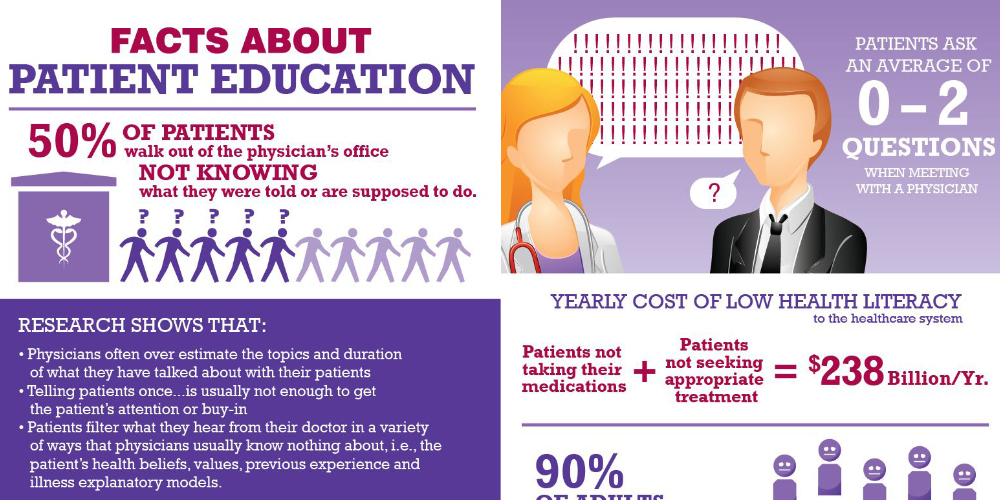 FACTS ABOUT
PATIENT EDUCATION
50% OF PATIENTS
walk out of the physician's office
NOT KNOWING
what they were told or are supposed to do.
? ? ? ? ?
RESEARCH SHOWS THAT:
• Physicians often over estimate the topics and duration
of what they have talked about with their patients
• Telling patients once...is usually not enough to get
the patient's attention or buy-in
• Patients filter what they hear from their doctor in a variety
of ways that physicians usually know nothing about, i.e., the
patient's health beliefs, values, previous experience and
illness explanatory models.
?
PATIENTS ASK
AN AVERAGE OF
0 – 2
QUESTIONS
WHEN MEETING
WITH A PHYSICIAN
YEARLY COST OF LOW HEALTH LITERACY
to the healthcare system
Patients not
taking their
medications
+
Patients
not seeking
appropriate
treatment
= $238 Billion/Yr.
90%
OF ADULTS